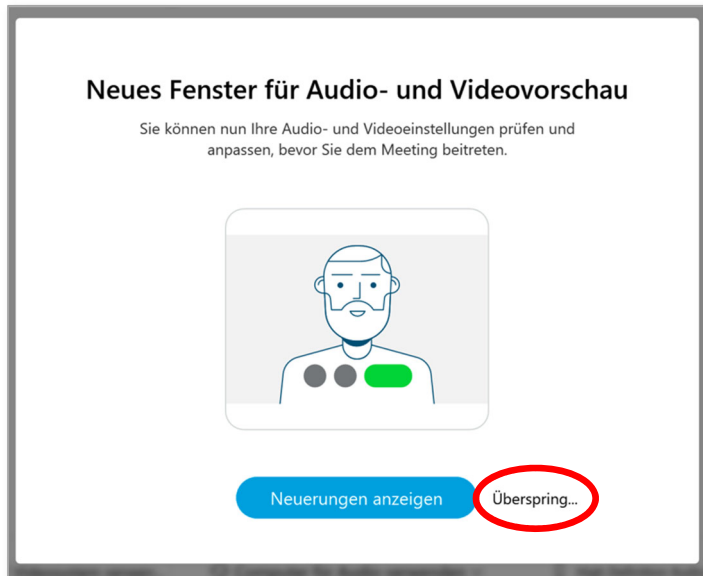 Neues Fenster für Audio- und Videovorschau
Sie können nun Ihre Audio- und Videoeinstellungen prüfen und
anpassen, bevor Sie dem Meeting beitreten.
Neuerungen anzeigen
Überspring...